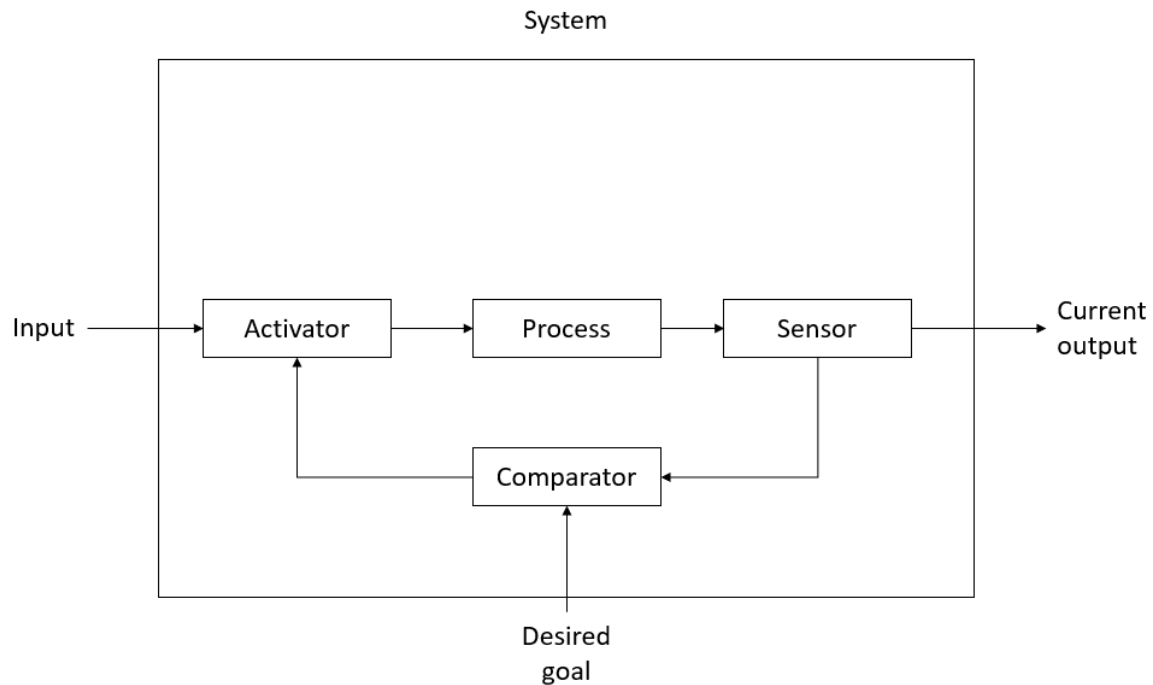 System
Input
Activator
Process
Sensor
Current
output
Comparator
Desired
goal